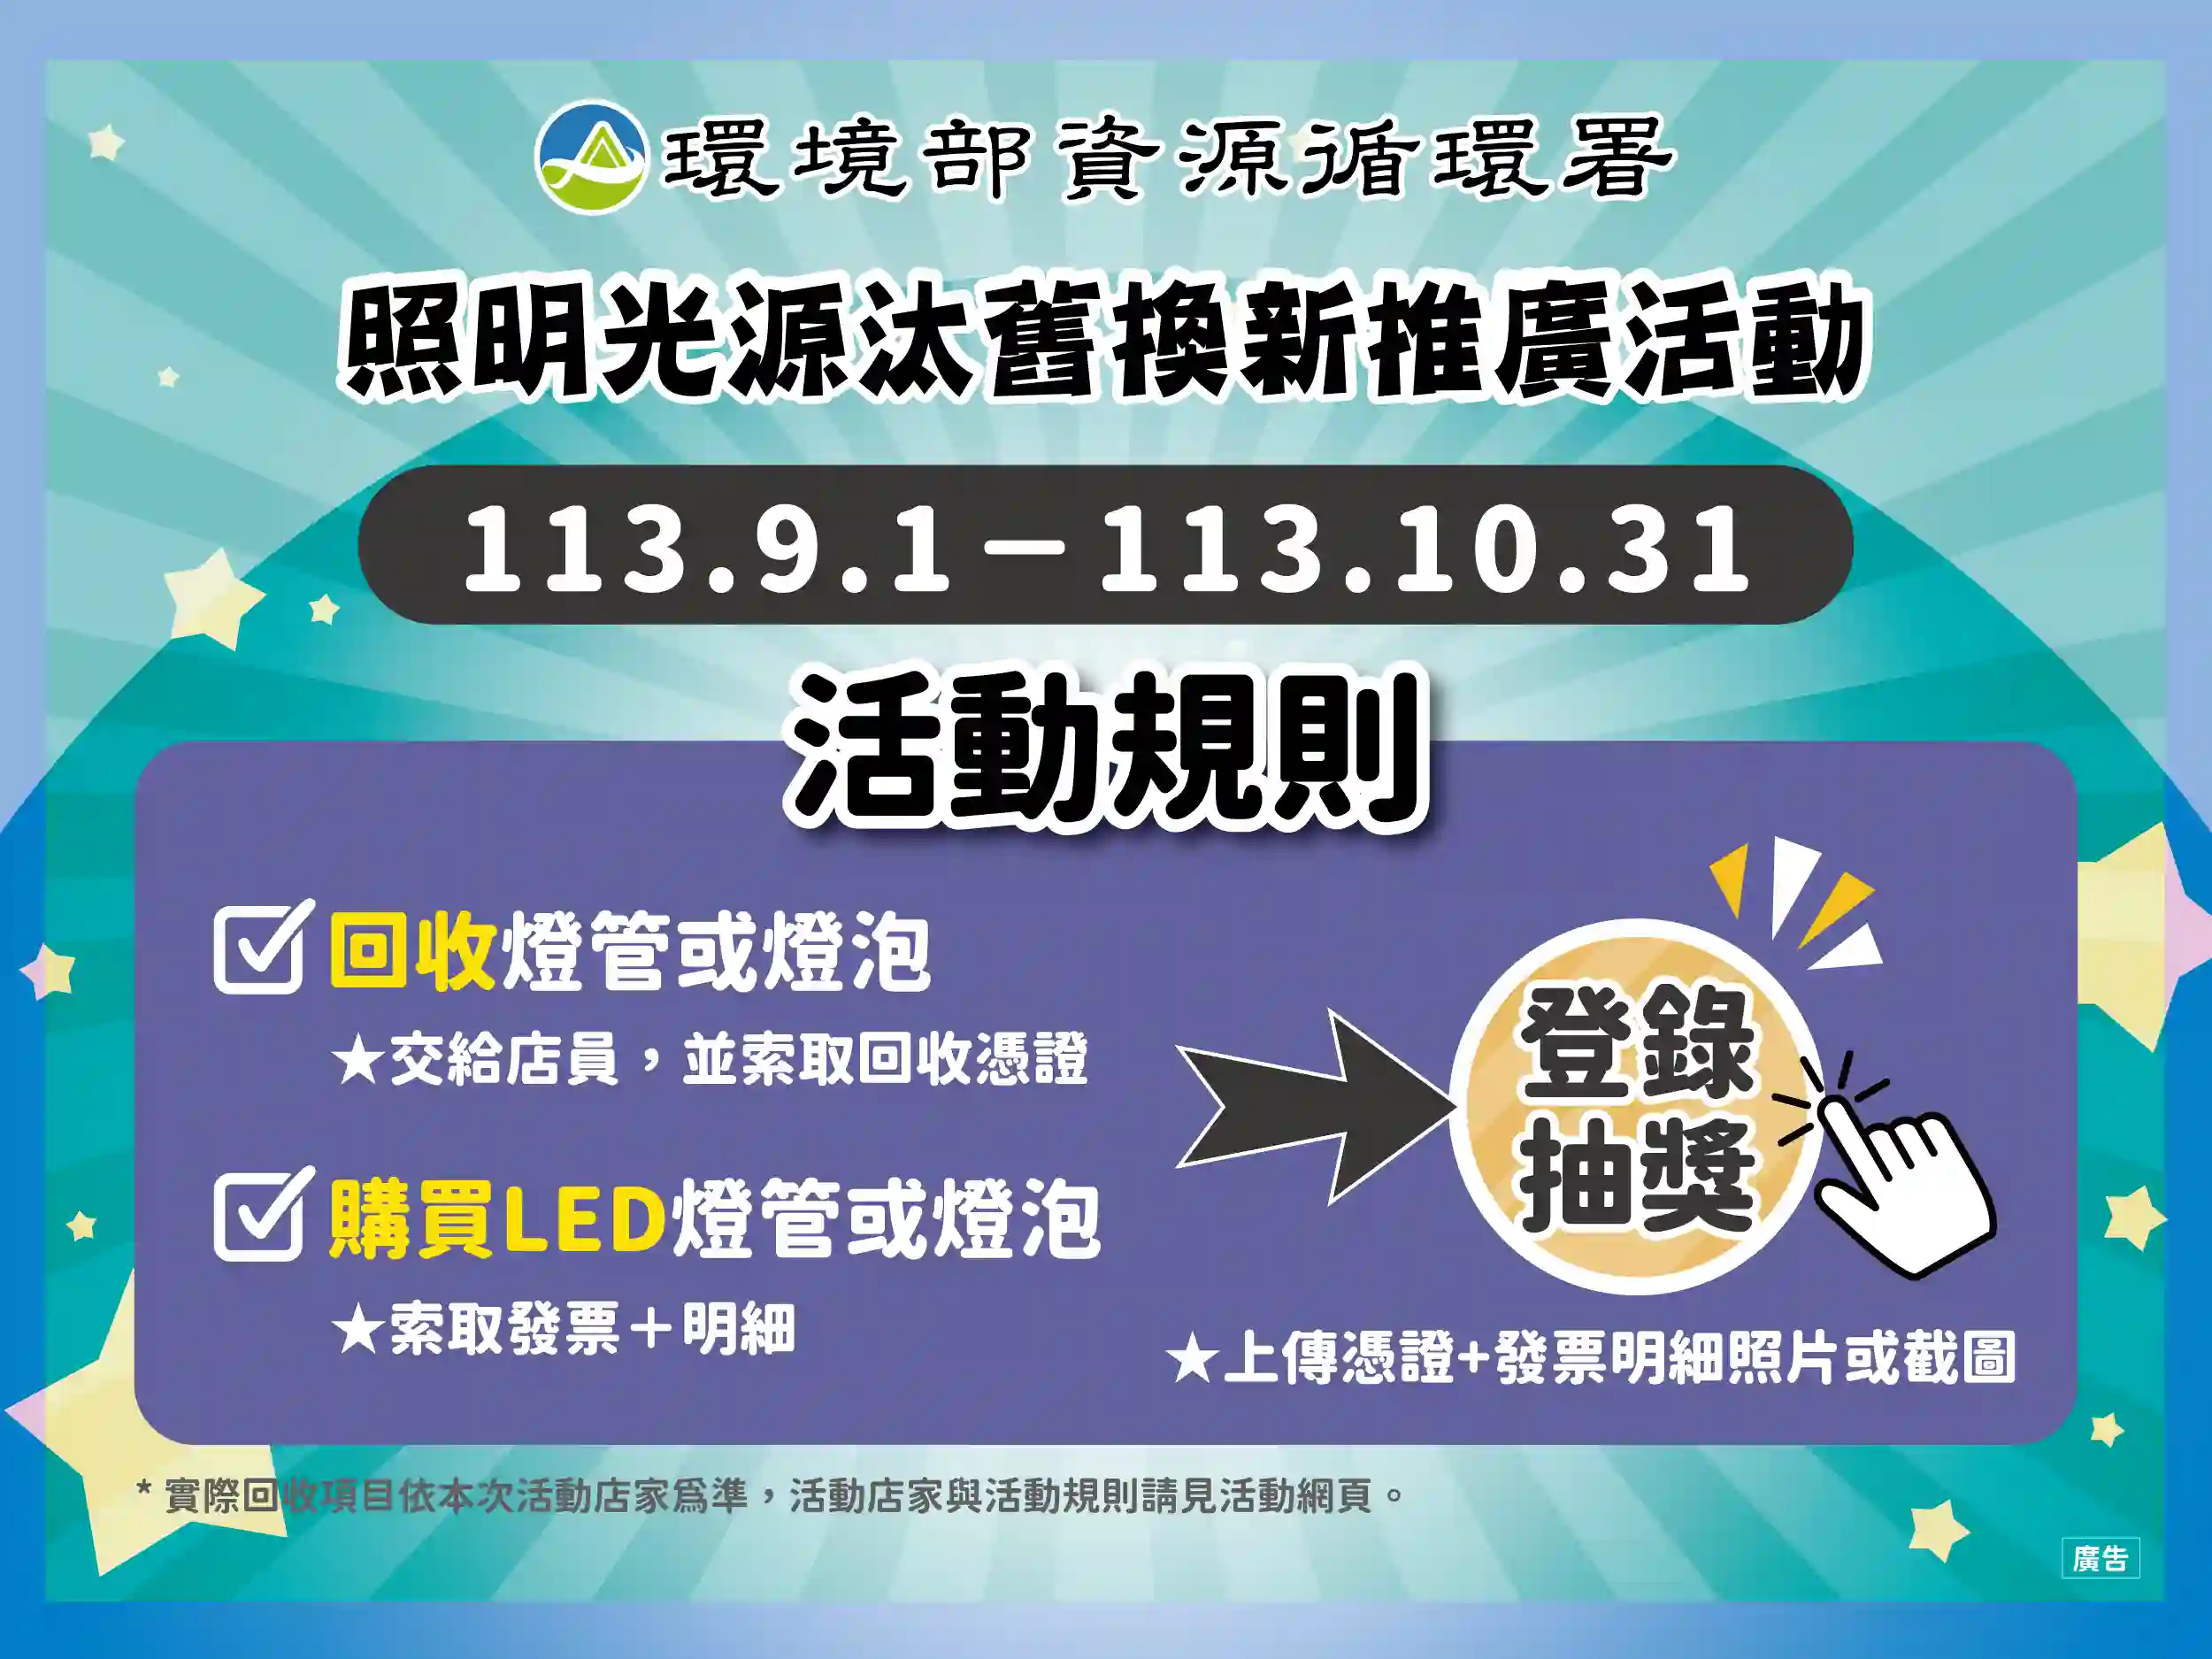 環境部資源循環署
照明光源汰舊換新推廣活動
113.9.1－113.10.31
活動規則
回收燈管或燈泡
★交給店員，並索取回收憑證
購買LED燈管或燈泡
★索取發票＋明細
登錄
抽獎
★上傳憑證+發票明細照片或截圖
* 實際回收項目依本次活動店家為準，活動店家與活動規則請見活動網頁。
廣告